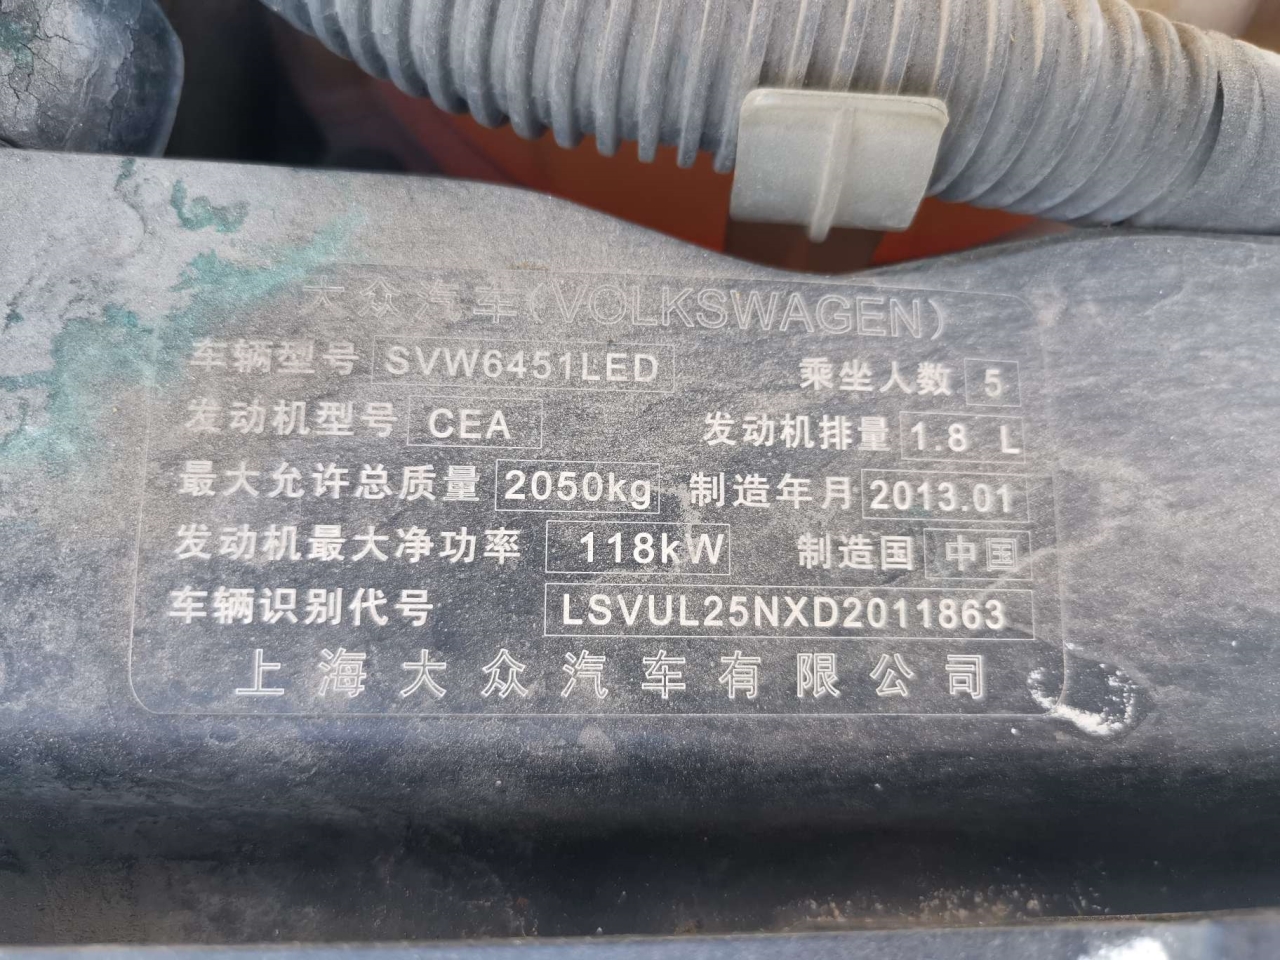 大众汽车(VOLKSWAGEN)
车辆型号 SVW6451LED 乘坐人数 5
发动机型号 CEA 发动机排量 1.8 L
最大允许总质量 2050kg 制造年月 2013.01
发动机最大净功率 118kW 制造国 中国
车辆识别代号 LSVUL25NXD2011863
上海大众汽车有限公司